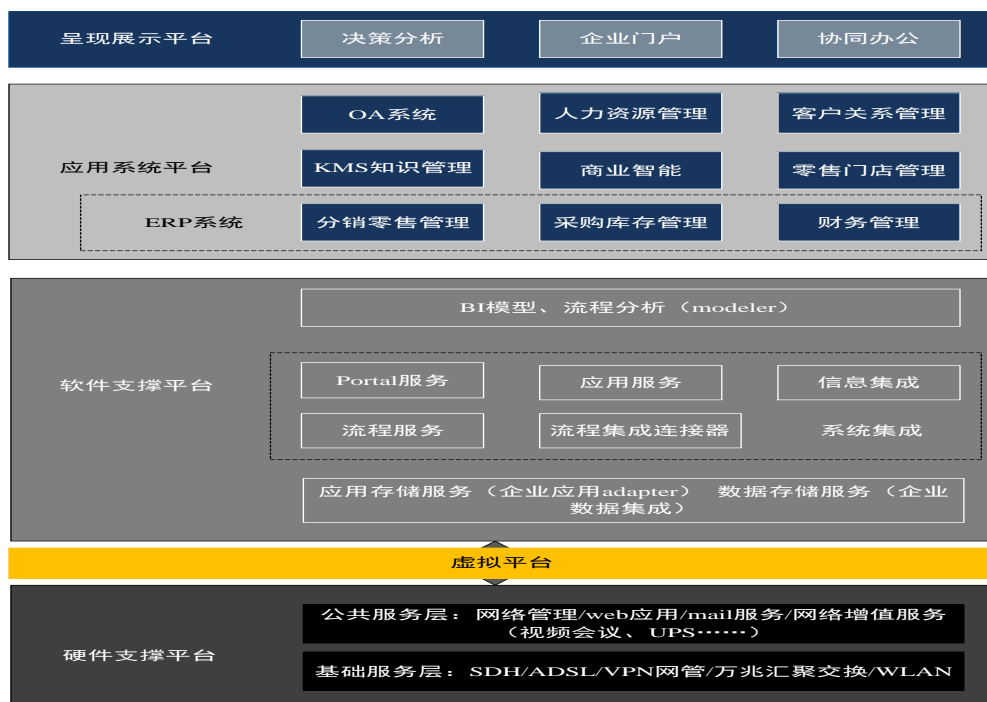 呈现展示平台
决策分析
企业门户
协同办公
OA系统
人力资源管理
客户关系管理
应用系统平台
KMS知识管理
商业智能
零售门店管理
ERP系统
分销零售管理
采购库存管理
财务管理
BI模型、流程分析（modeler）
软件支撑平台
Portal服务
应用服务
信息集成
流程服务
流程集成连接器
系统集成
应用存储服务（企业应用adapter） 数据存储服务（企业
数据集成）
虚拟平台
硬件支撑平台
公共服务层：网络管理/web应用/mail服务/网络增值服务
（视频会议、UPS……）
基础服务层：SDH/ADSL/VPN网管/万兆汇聚交换/WLAN